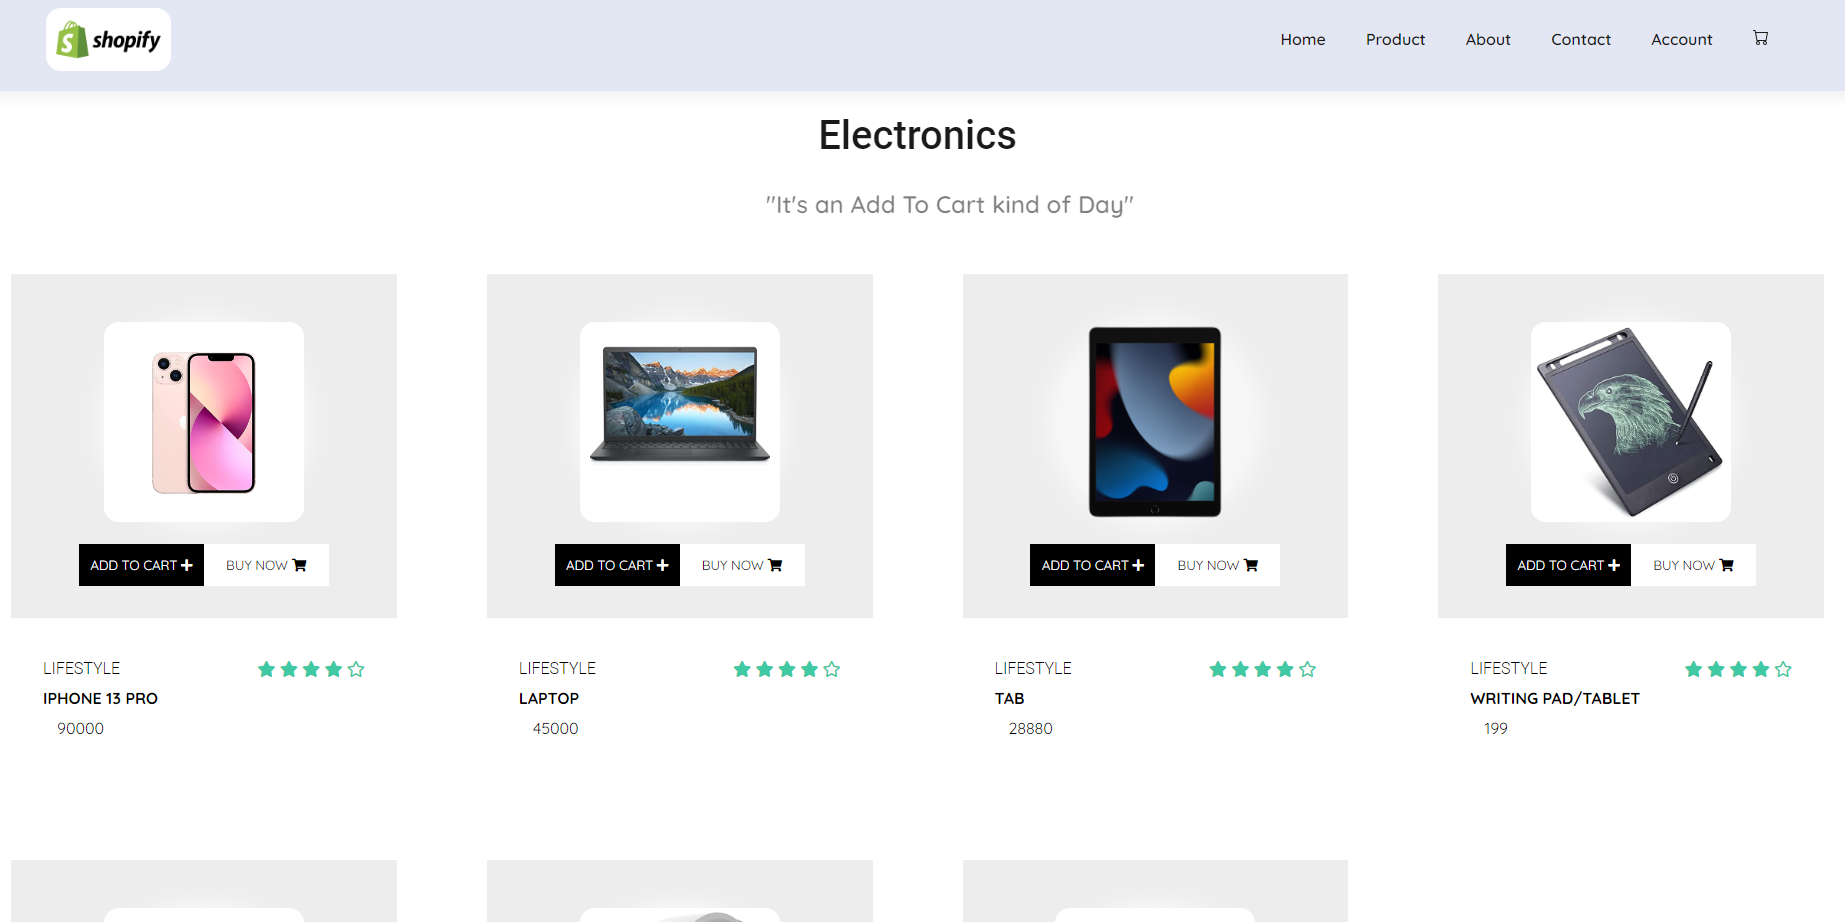 shopify
Home Product About Contact Account
Electronics
"It's an Add To Cart kind of Day"
ADD TO CART BUY NOW ADD TO CART BUY NOW ADD TO CART BUY NOW ADD TO CART BUY NOW
LIFESTYLE LIFESTYLE LIFESTYLE LIFESTYLE
IPHONE 13 PRO LAPTOP TAB WRITING PAD/TABLET
90000 45000 28880 199